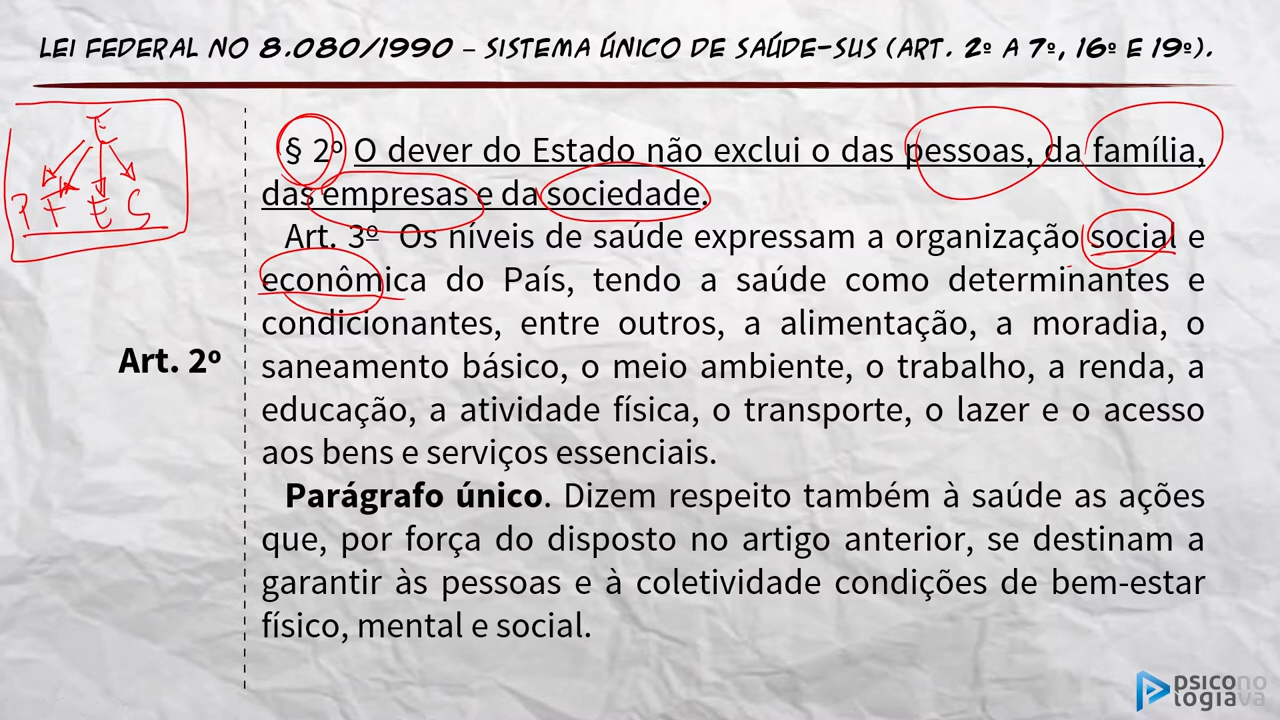 LEI FEDERAL NO 8.080/1990 – SISTEMA ÚNICO DE SAÚDE-SUS (ART. 2º A 7º, 16º E 19º).
E
P F E S
§ 2º O dever do Estado não exclui o das pessoas, da família,
das empresas e da sociedade.
Art. 3º Os níveis de saúde expressam a organização social e
econômica do País, tendo a saúde como determinantes e
condicionantes, entre outros, a alimentação, a moradia, o
Art. 2º
saneamento básico, o meio ambiente, o trabalho, a renda, a
educação, a atividade física, o transporte, o lazer e o acesso
aos bens e serviços essenciais.
Parágrafo único. Dizem respeito também à saúde as ações
que, por força do disposto no artigo anterior, se destinam a
garantir às pessoas e à coletividade condições de bem-estar
físico, mental e social.
psicono
logiava